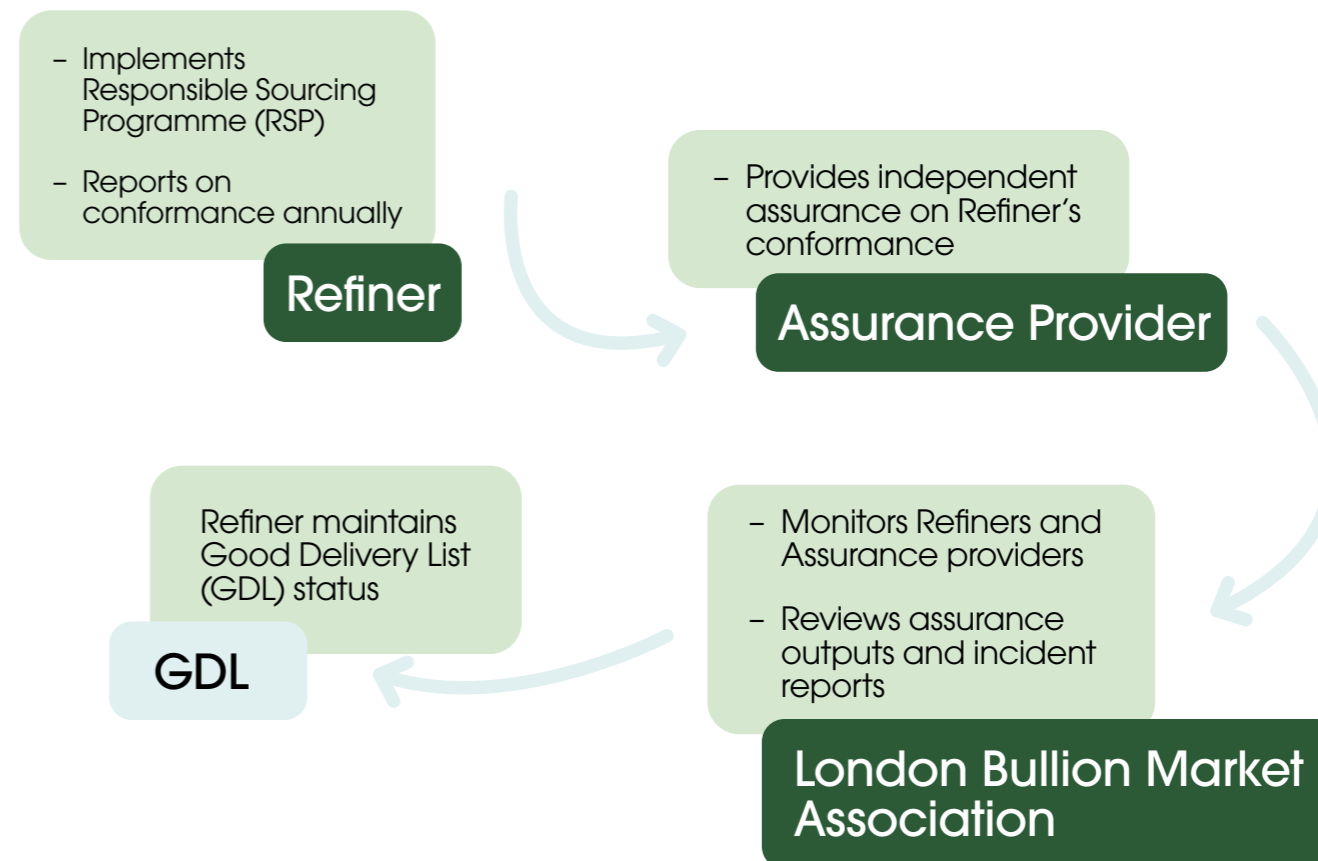 – Implements
Responsible Sourcing
Programme (RSP)
– Reports on
conformance annually
Refiner
– Provides independent
assurance on Refiner’s
conformance
Assurance Provider
– Monitors Refiners and
Assurance providers
– Reviews assurance
outputs and incident
reports
London Bullion Market
Association
Refiner maintains
Good Delivery List
(GDL) status
GDL